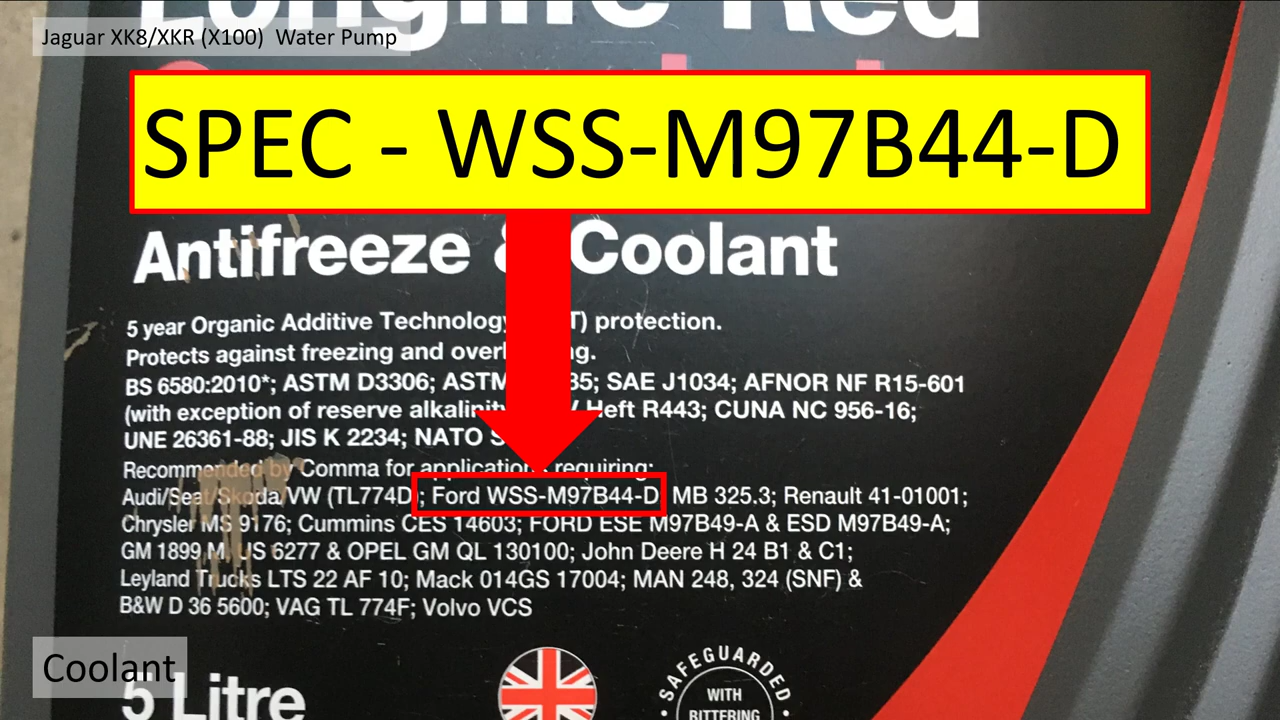 Longlife Red
Jaguar XK8/XKR (X100) Water Pump
SPEC - WSS-M97B44-D
Antifreeze & Coolant
5 year Organic Additive Technology T) protection.
Protects against freezing and over g.
BS 6580:2010*; ASTM D3306; ASTM 35; SAE J1034; AFNOR NF R15-601
(with exception of reserve alkalinity Heft R443; CUNA NC 956-16;
UNE 26361-88; JIS K 2234; NATO S
Recommended by Comma for applications requiring:
Audi/Seat/Skoda/VW (TL774D); Ford WSS-M97B44-D; MB 325.3; Renault 41-01001;
Chrysler MS 9176; Cummins CES 14603; FORD ESE M97B49-A & ESD M97B49-A;
GM 1899 M, US 6277 & OPEL GM QL 130100; John Deere H 24 B1 & C1;
Leyland Trucks LTS 22 AF 10; Mack 014GS 17004; MAN 248, 324 (SNF) &
B&W D 36 5600; VAG TL 774F; Volvo VCS
Coolant
5 Litre
SAFEGUARDED
WITH
BITTERING